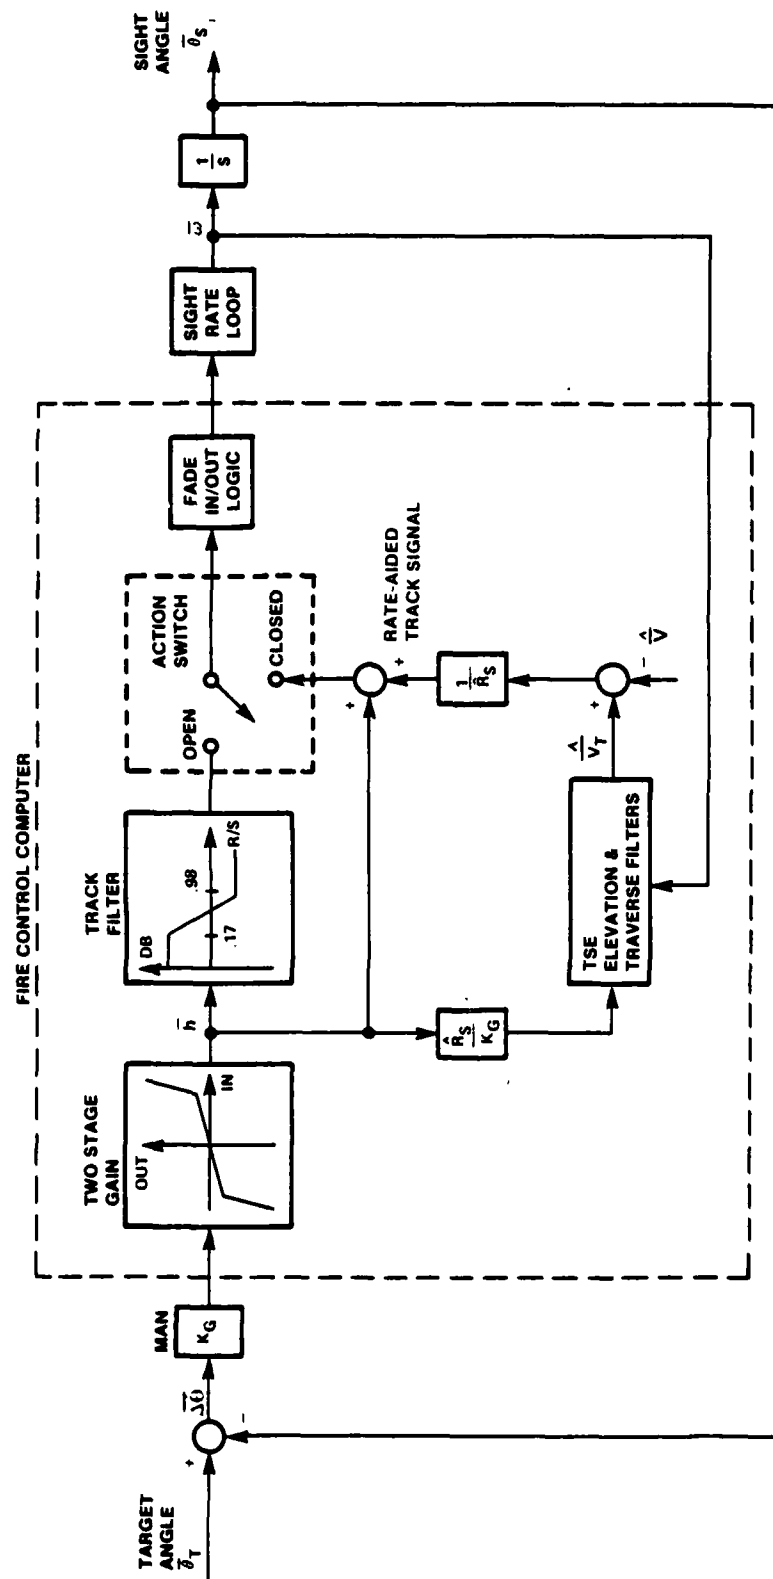 FIRE CONTROL COMPUTER
TARGET
ANGLE
θ̄T
+
-
Δθ̄
MAN
KG
TWO STAGE
GAIN
OUT
IN
h̄
TRACK
FILTER
DB
.17
.98
R/S
ACTION
SWITCH
OPEN
CLOSED
FADE
IN/OUT
LOGIC
SIGHT
RATE
LOOP
ω̄
1/S
SIGHT
ANGLE
θ̄S
R̂S/KG
TSE
ELEVATION &
TRAVERSE FILTERS
V̂T
+
-
V̂
1/R̂S
+
+
RATE-AIDED
TRACK SIGNAL